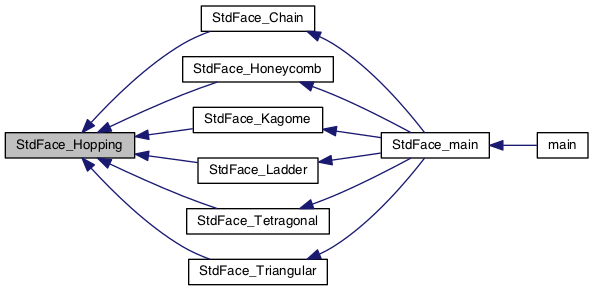 StdFace_Chain
StdFace_Honeycomb
StdFace_Kagome
StdFace_Hopping
StdFace_main
main
StdFace_Ladder
StdFace_Tetragonal
StdFace_Triangular